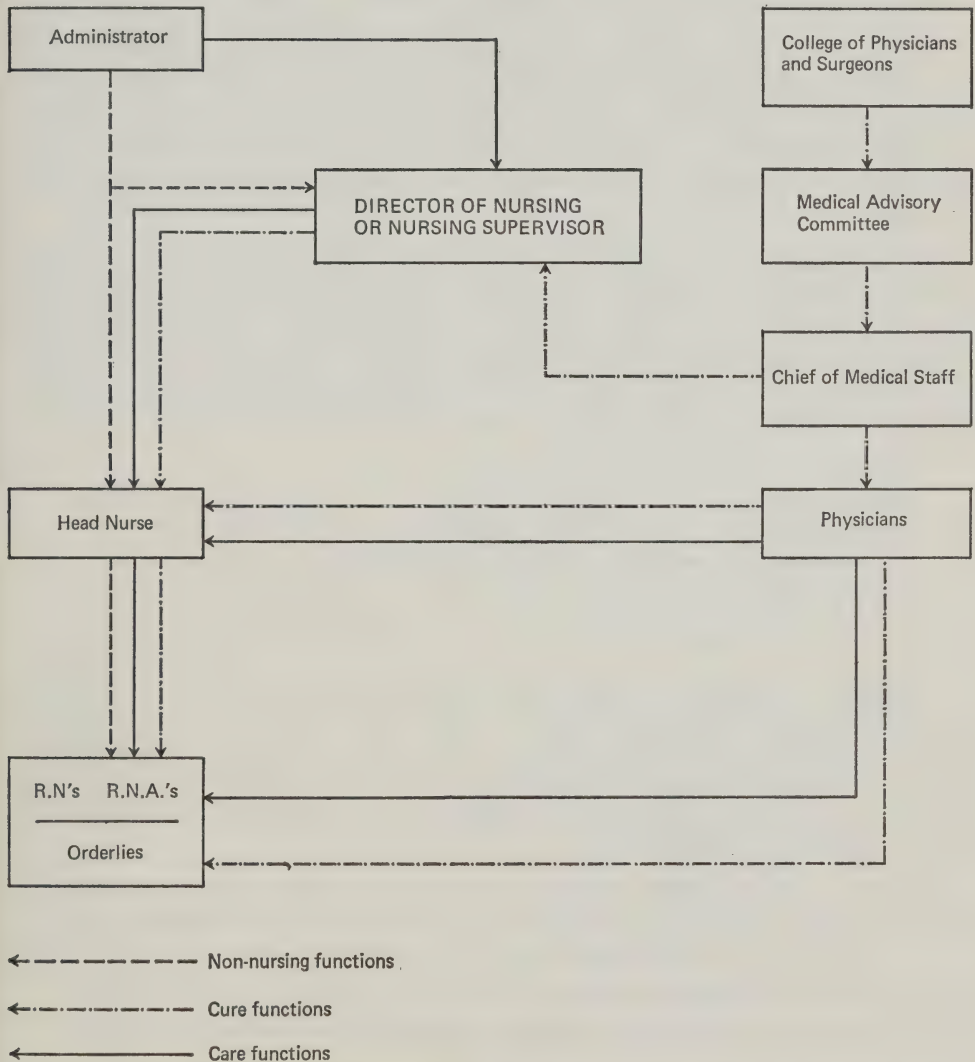 Administrator
College of Physicians
and Surgeons
DIRECTOR OF NURSING
OR NURSING SUPERVISOR
Medical Advisory
Committee
Chief of Medical Staff
Head Nurse
Physicians
R.N's R.N.A.'s
Orderlies
Non-nursing functions
Cure functions
Care functions